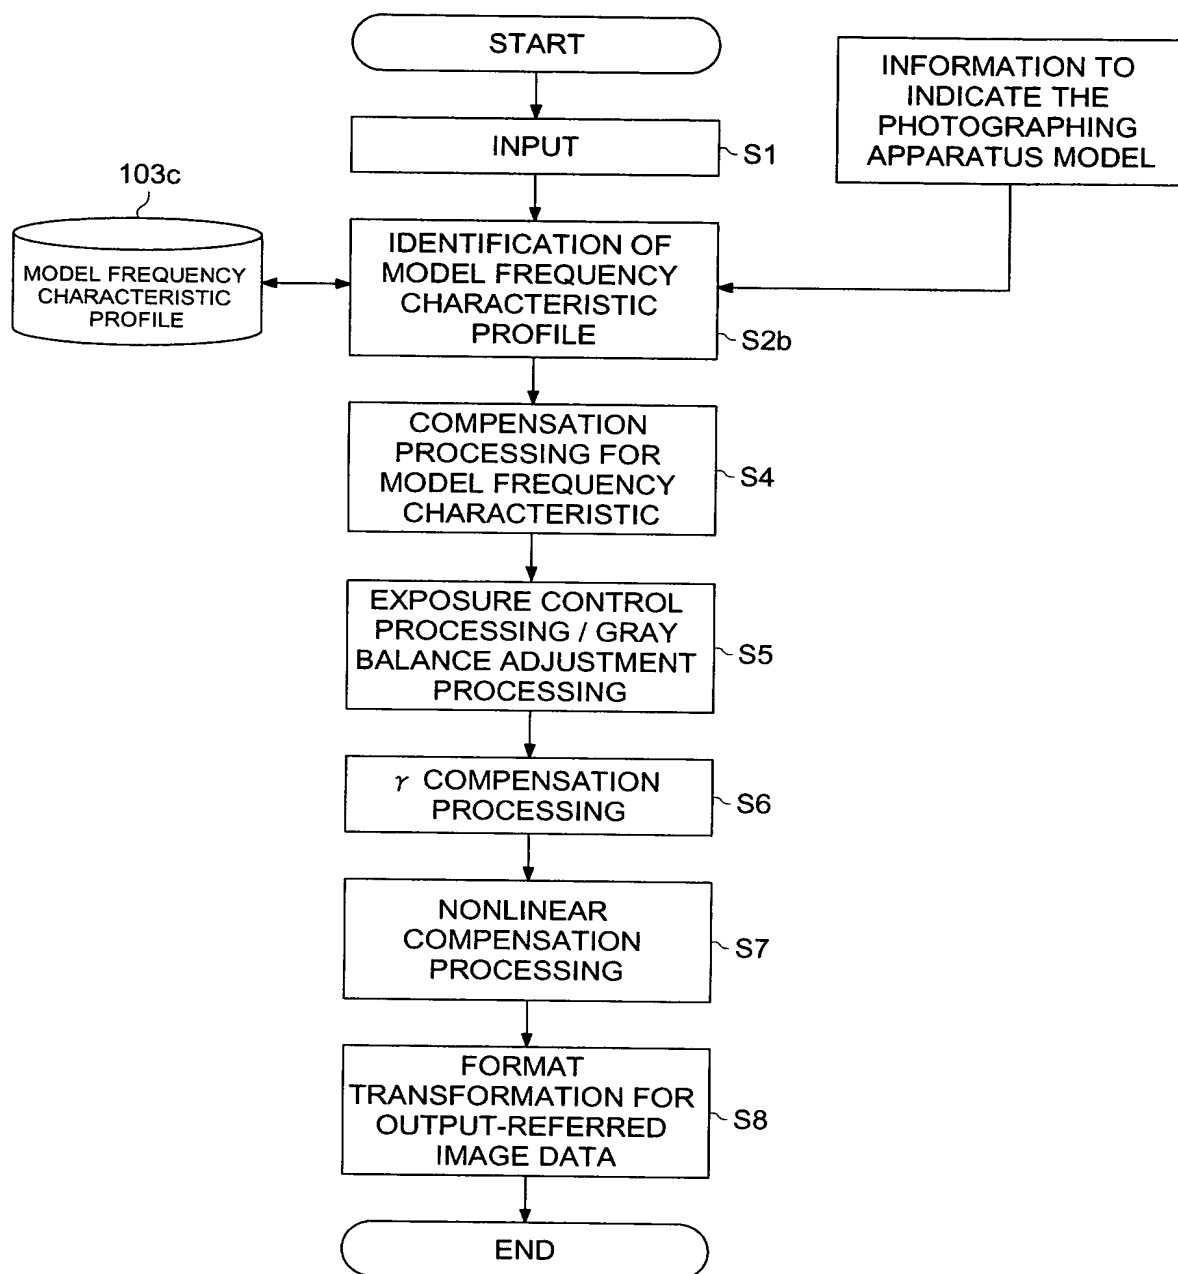 START
INFORMATION TO
INDICATE THE
PHOTOGRAPHING
APPARATUS MODEL
INPUT
S1
103c
MODEL FREQUENCY
CHARACTERISTIC
PROFILE
IDENTIFICATION OF
MODEL FREQUENCY
CHARACTERISTIC
PROFILE
S2b
COMPENSATION
PROCESSING FOR
MODEL FREQUENCY
CHARACTERISTIC
S4
EXPOSURE CONTROL
PROCESSING / GRAY
BALANCE ADJUSTMENT
PROCESSING
S5
γ COMPENSATION
PROCESSING
S6
NONLINEAR
COMPENSATION
PROCESSING
S7
FORMAT
TRANSFORMATION FOR
OUTPUT-REFERRED
IMAGE DATA
S8
END